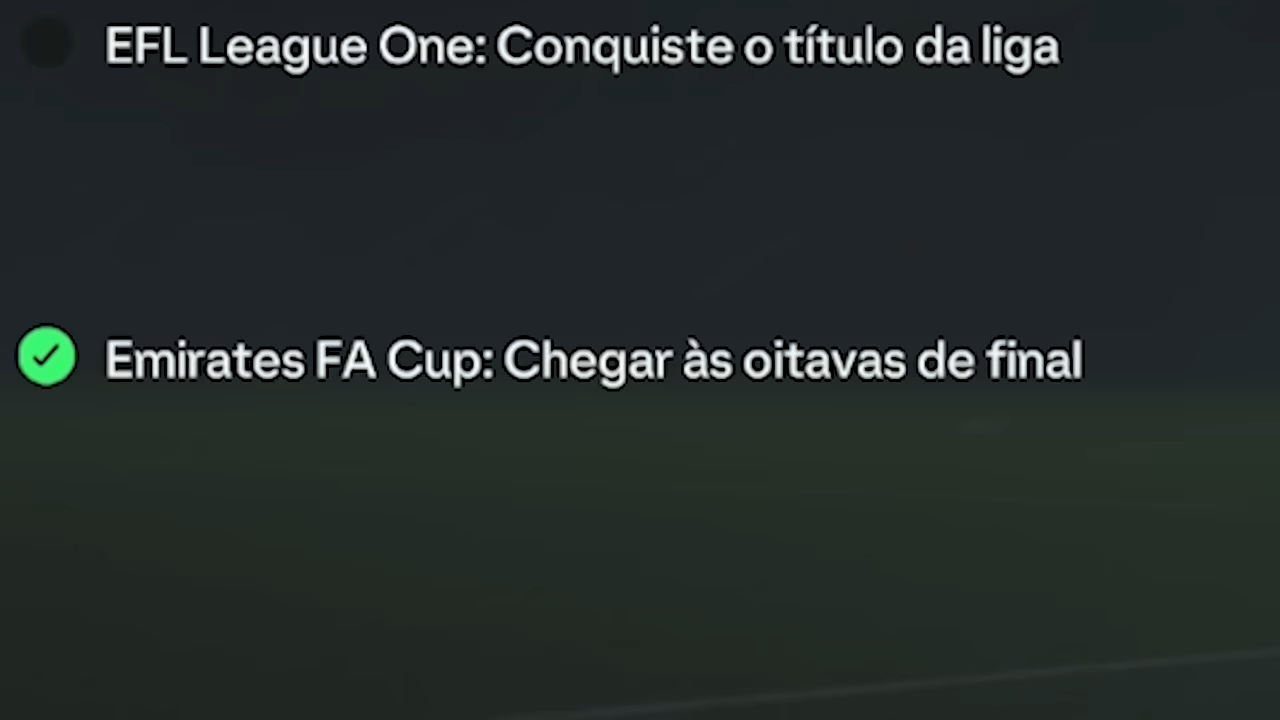 EFL League One: Conquiste o título da liga
Emirates FA Cup: Chegar às oitavas de final